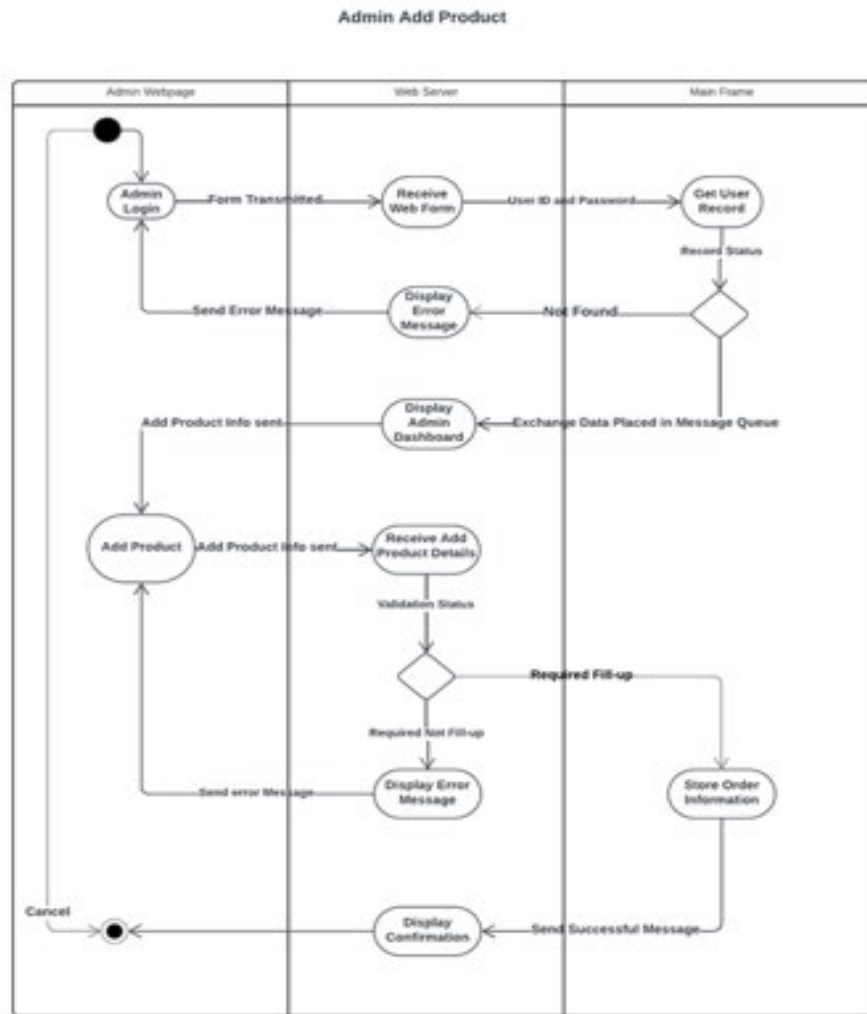 Admin Add Product
Admin Webpage
Web Server
Main Frame
Admin
Login
Form Transmitted
Receive
Web Form
User ID and Password
Get User
Record
Record Status
Send Error Message
Display
Error
Message
Not Found
Add Product Info sent
Display
Admin
Dashboard
Exchange Data Placed in Message Queue
Add Product
Add Product Info sent
Receive Add
Product Details
Validation Status
Required Fill-up
Required Not Fill-up
Send error Message
Display Error
Message
Store Order
Information
Cancel
Display
Confirmation
Send Successful Message